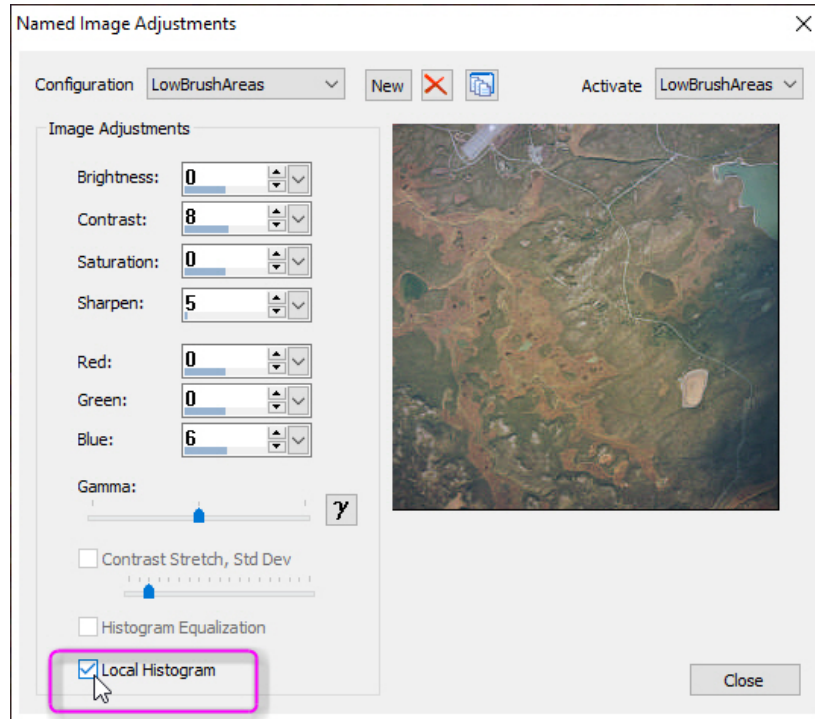 Named Image Adjustments
Configuration LowBrushAreas New Activate LowBrushAreas
Image Adjustments
Brightness: 0
Contrast: 8
Saturation: 0
Sharpen: 5
Red: 0
Green: 0
Blue: 6
Gamma:
γ
Contrast Stretch, Std Dev
Histogram Equalization
Local Histogram
Close